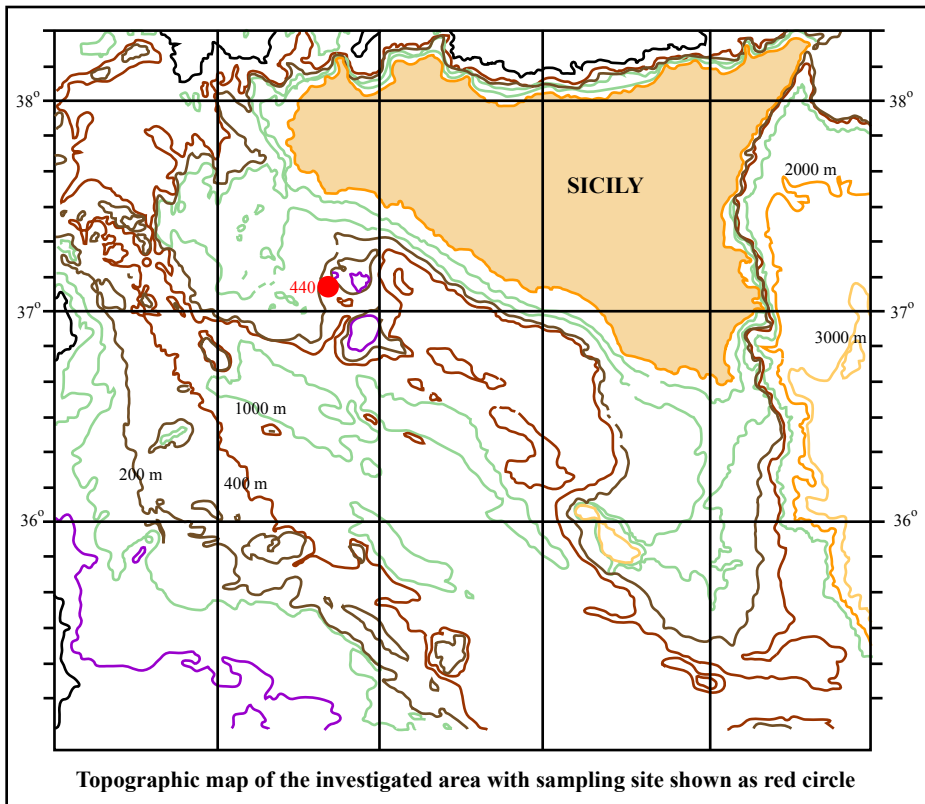 38° 38°
2000 m
SICILY
440
37° 37°
3000 m
1000 m
200 m 400 m
36° 36°
Topographic map of the investigated area with sampling site shown as red circle